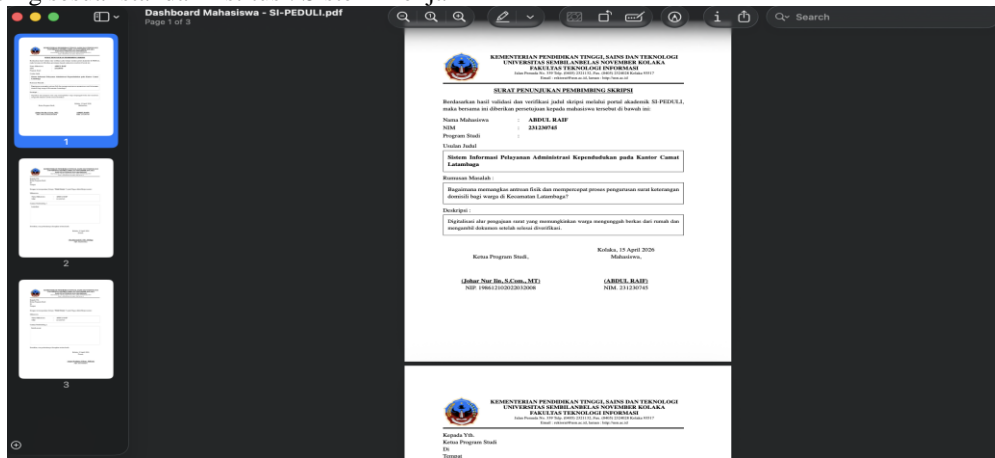 Dashboard Mahasiswa - SI-PEDULI.pdf
Page 1 of 3
Search
1
2
3
KEMENTERIAN PENDIDIKAN TINGGI, SAINS DAN TEKNOLOGI
UNIVERSITAS SEMBILANBELAS NOVEMBER KOLAKA
FAKULTAS TEKNOLOGI INFORMASI
SURAT PENUNJUKAN PEMBIMBING SKRIPSI
Berdasarkan hasil validasi dan verifikasi judul skripsi melalui portal akademik SI-PEDULI,
maka bersama ini diberikan persetujuan kepada mahasiswa tersebut di bawah ini:
Nama Mahasiswa : ABDUL RAIF
NIM : 231230745
Program Studi :
Usulan Judul
Sistem Informasi Pelayanan Administrasi Kependudukan pada Kantor Camat
Latambaga
Rumusan Masalah :
Bagaimana memangkas antrean fisik dan mempercepat proses pengurusan surat keterangan
domisili bagi warga di Kecamatan Latambaga?
Deskripsi :
Digitalisasi alur pengajuan surat yang memungkinkan warga mengunggah berkas dari rumah dan
mengambil dokumen setelah selesai diverifikasi.
Kolaka, 15 April 2026
Ketua Program Studi, Mahasiswa,
(Johar Nur Iin, S.Com., MT) (ABDUL RAIF)
NIP. 198612102022032008 NIM. 231230745
KEMENTERIAN PENDIDIKAN TINGGI, SAINS DAN TEKNOLOGI
UNIVERSITAS SEMBILANBELAS NOVEMBER KOLAKA
FAKULTAS TEKNOLOGI INFORMASI
Kepada Yth.
Ketua Program Studi
Di
Tempat